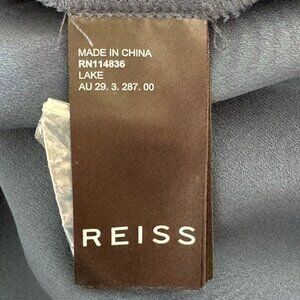 MADE IN CHINA
RN114836
LAKE
AU 29. 3. 287. 00
REISS